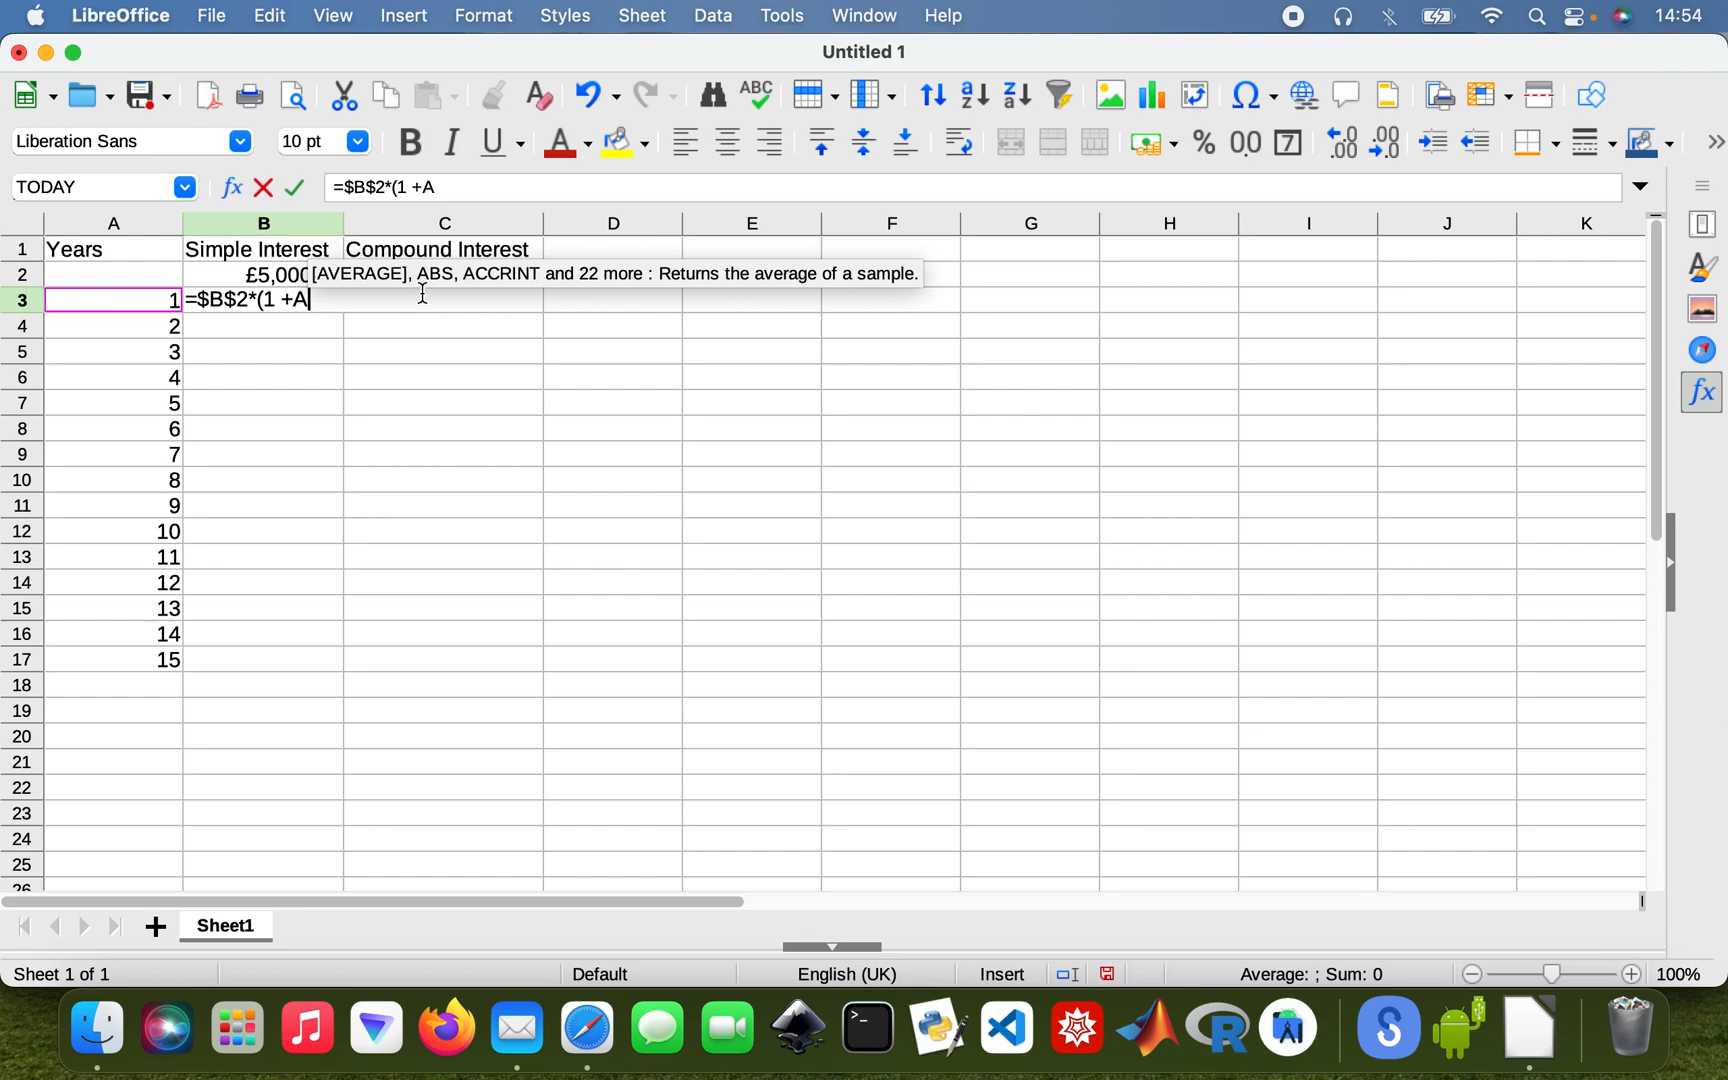 LibreOffice File Edit View Insert Format Styles Sheet Data Tools Window Help 14:54
Untitled 1
Liberation Sans 10 pt
TODAY =$B$2*(1 +A
A B C D E F G H I J K
1 Years Simple Interest Compound Interest
2 £5,000 [AVERAGE], ABS, ACCRINT and 22 more : Returns the average of a sample.
3 1 =$B$2*(1 +A
4 2
5 3
6 4
7 5
8 6
9 7
10 8
11 9
12 10
13 11
14 12
15 13
16 14
17 15
18
19
20
21
22
23
24
25
26
Sheet1
Sheet 1 of 1 Default English (UK) Insert Average: ; Sum: 0 100%